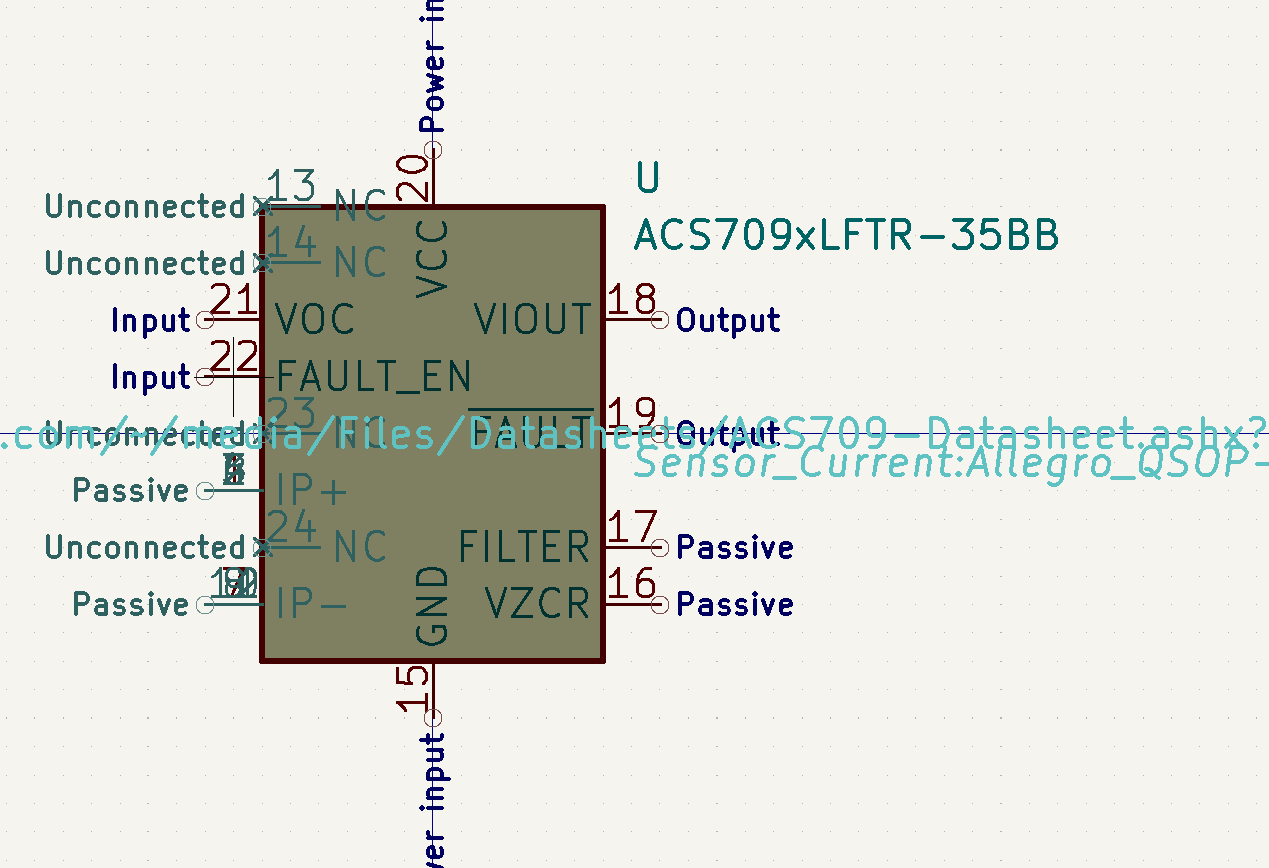 Power in
20
U
13
Unconnected
NC
ACS709xLFTR-35BB
14
Unconnected
NC
VCC
21
Input
VOC
VIOUT
18
Output
22
Input
FAULT_EN
23
Unconnected
NC
FAULT
19
Output
.com/~/media/Files/Datasheets/ACS709-Datasheet.ashx?
Sensor_Current:Allegro_QSOP-
Passive
IP+
24
Unconnected
NC
FILTER
17
Passive
Passive
IP-
GND
VZCR
16
Passive
15
ver input